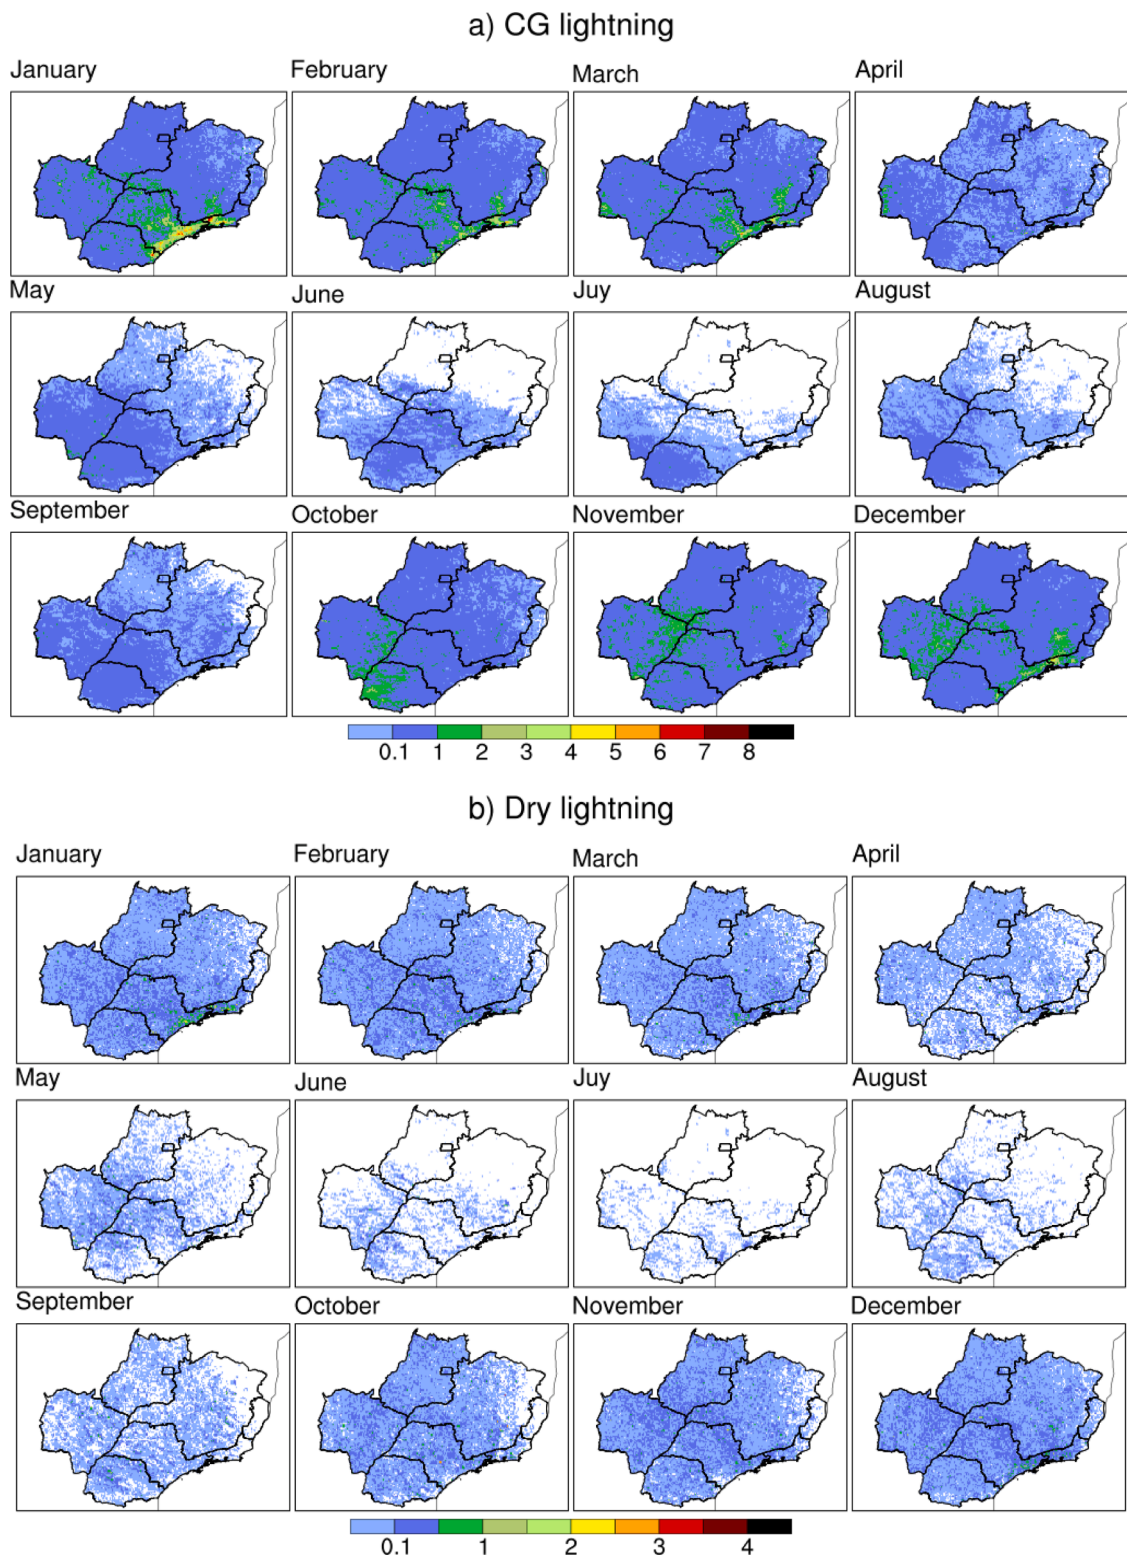 a) CG lightning
January February March April
May June Juy August
September October November December
0.1 1 2 3 4 5 6 7 8
b) Dry lightning
January February March April
May June Juy August
September October November December
0.1 1 2 3 4